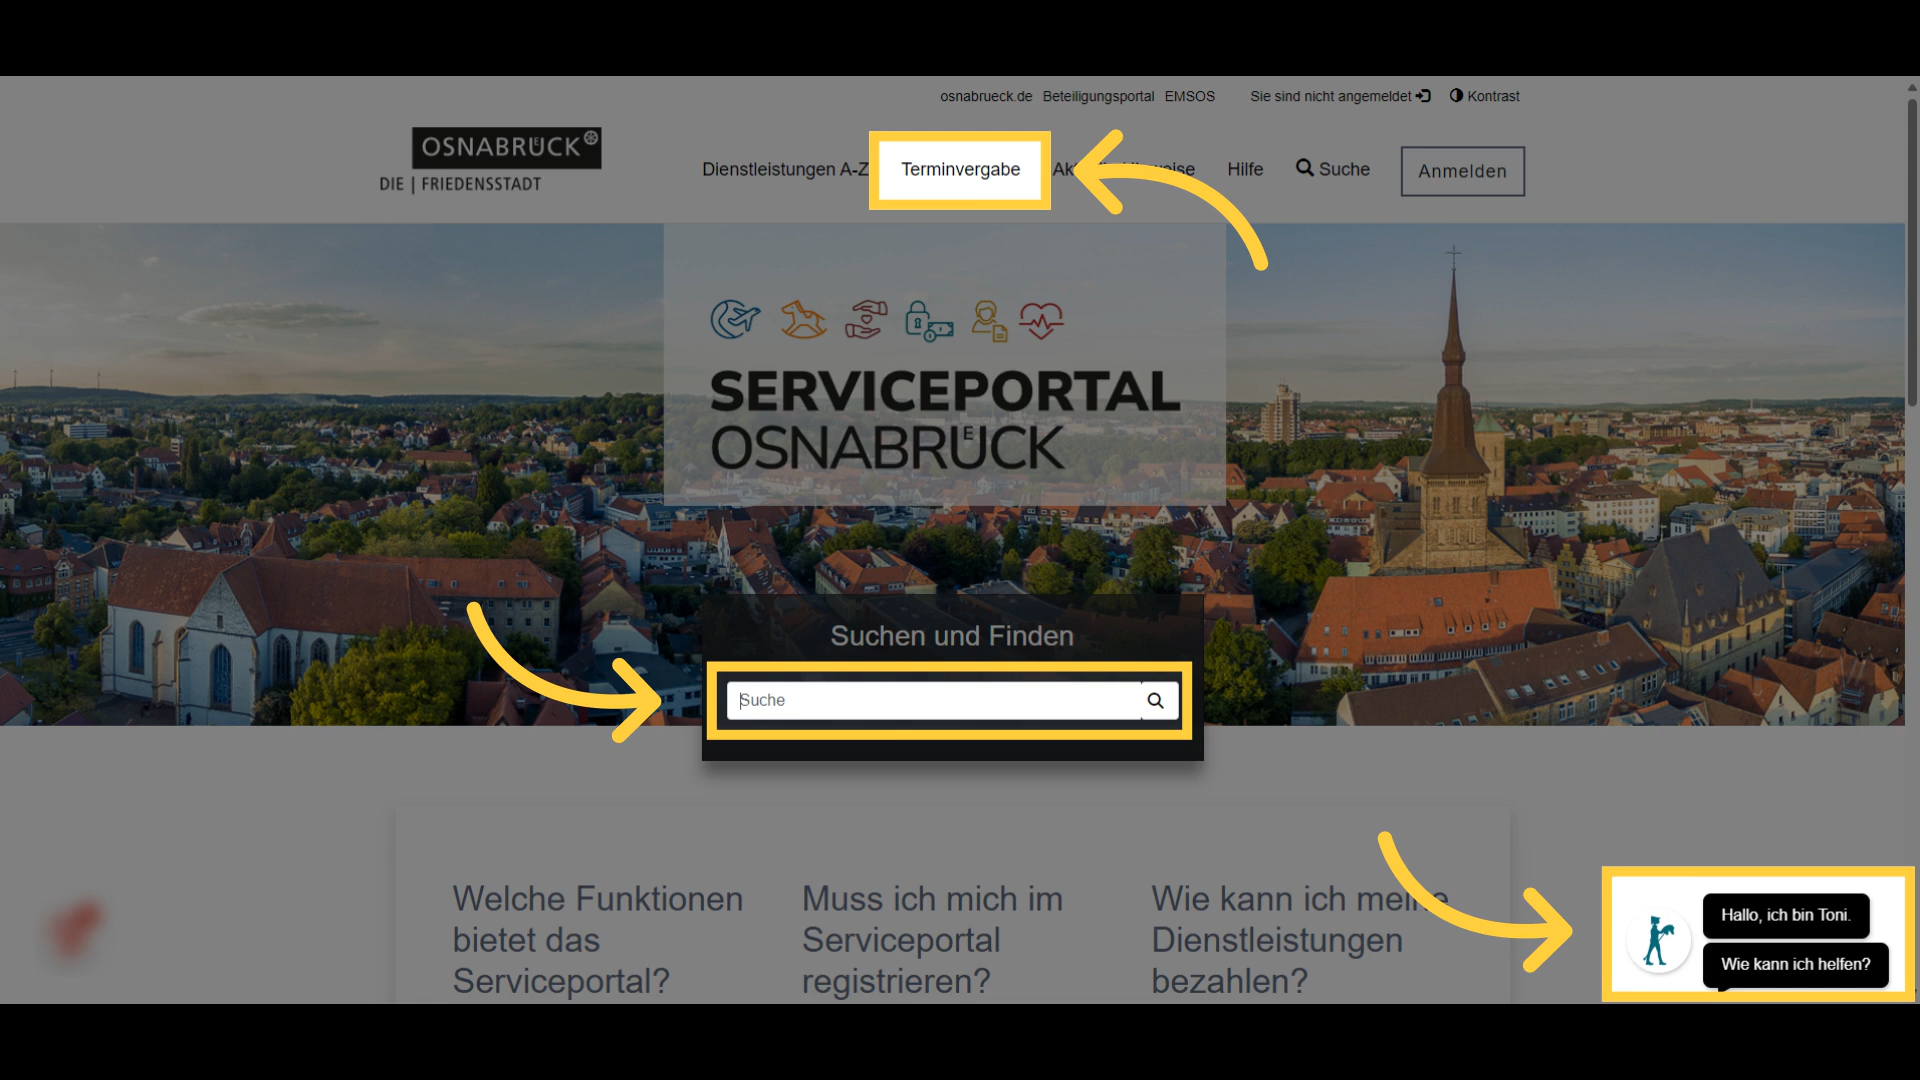 osnabrueck.de Beteiligungsportal EMSOS Sie sind nicht angemeldet Kontrast
OSNABRÜCK
DIE | FRIEDENSSTADT
Dienstleistungen A-Z Terminvergabe Hilfe Suche Anmelden
SERVICEPORTAL
OSNABRÜCK
Suchen und Finden
Suche
Welche Funktionen
bietet das
Serviceportal?
Muss ich mich im
Serviceportal
registrieren?
Wie kann ich meine
Dienstleistungen
bezahlen?
Hallo, ich bin Toni.
Wie kann ich helfen?